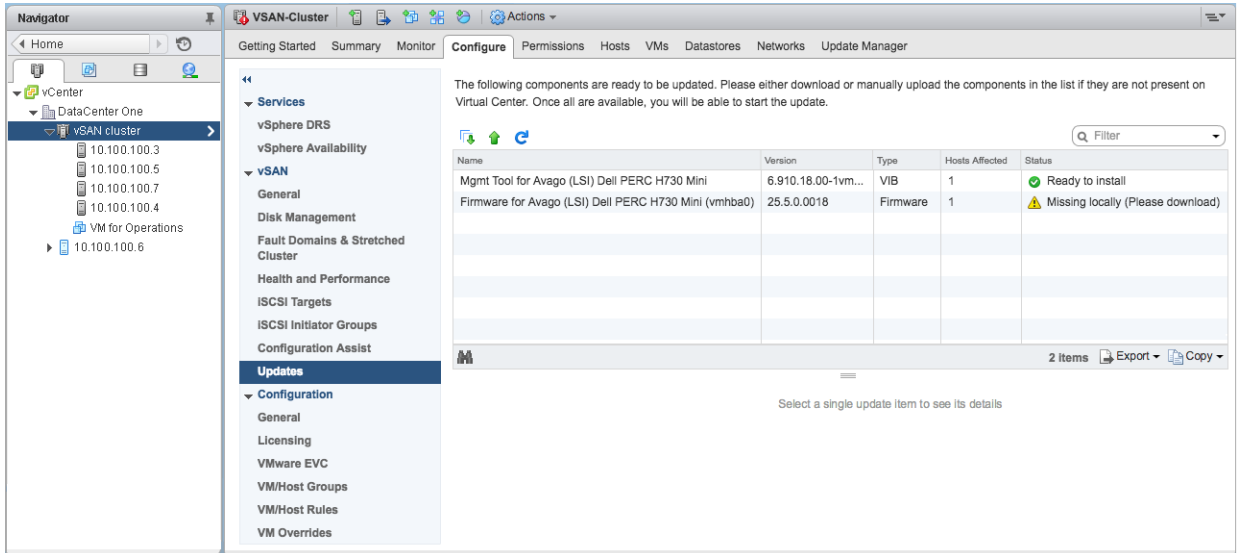 Navigator
Home
vCenter
DataCenter One
vSAN cluster
10.100.100.3
10.100.100.5
10.100.100.7
10.100.100.4
VM for Operations
10.100.100.6
VSAN-Cluster Actions
Getting Started Summary Monitor Configure Permissions Hosts VMs Datastores Networks Update Manager
Services
vSphere DRS
vSphere Availability
vSAN
General
Disk Management
Fault Domains & Stretched
Cluster
Health and Performance
iSCSI Targets
iSCSI Initiator Groups
Configuration Assist
Updates
Configuration
General
Licensing
VMware EVC
VM/Host Groups
VM/Host Rules
VM Overrides
The following components are ready to be updated. Please either download or manually upload the components in the list if they are not present on
Virtual Center. Once all are available, you will be able to start the update.
Filter
Name Version Type Hosts Affected Status
Mgmt Tool for Avago (LSI) Dell PERC H730 Mini 6.910.18.00-1vm... VIB 1 Ready to install
Firmware for Avago (LSI) Dell PERC H730 Mini (vmhba0) 25.5.0.0018 Firmware 1 Missing locally (Please download)
2 items Export Copy
Select a single update item to see its details